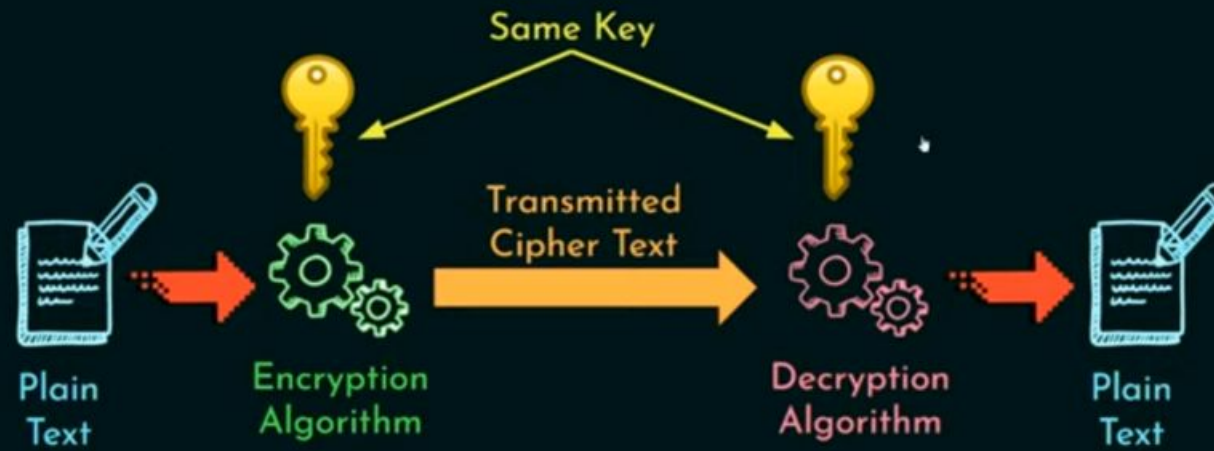 Same Key
Transmitted
Cipher Text
Plain
Text
Encryption
Algorithm
Decryption
Algorithm
Plain
Text